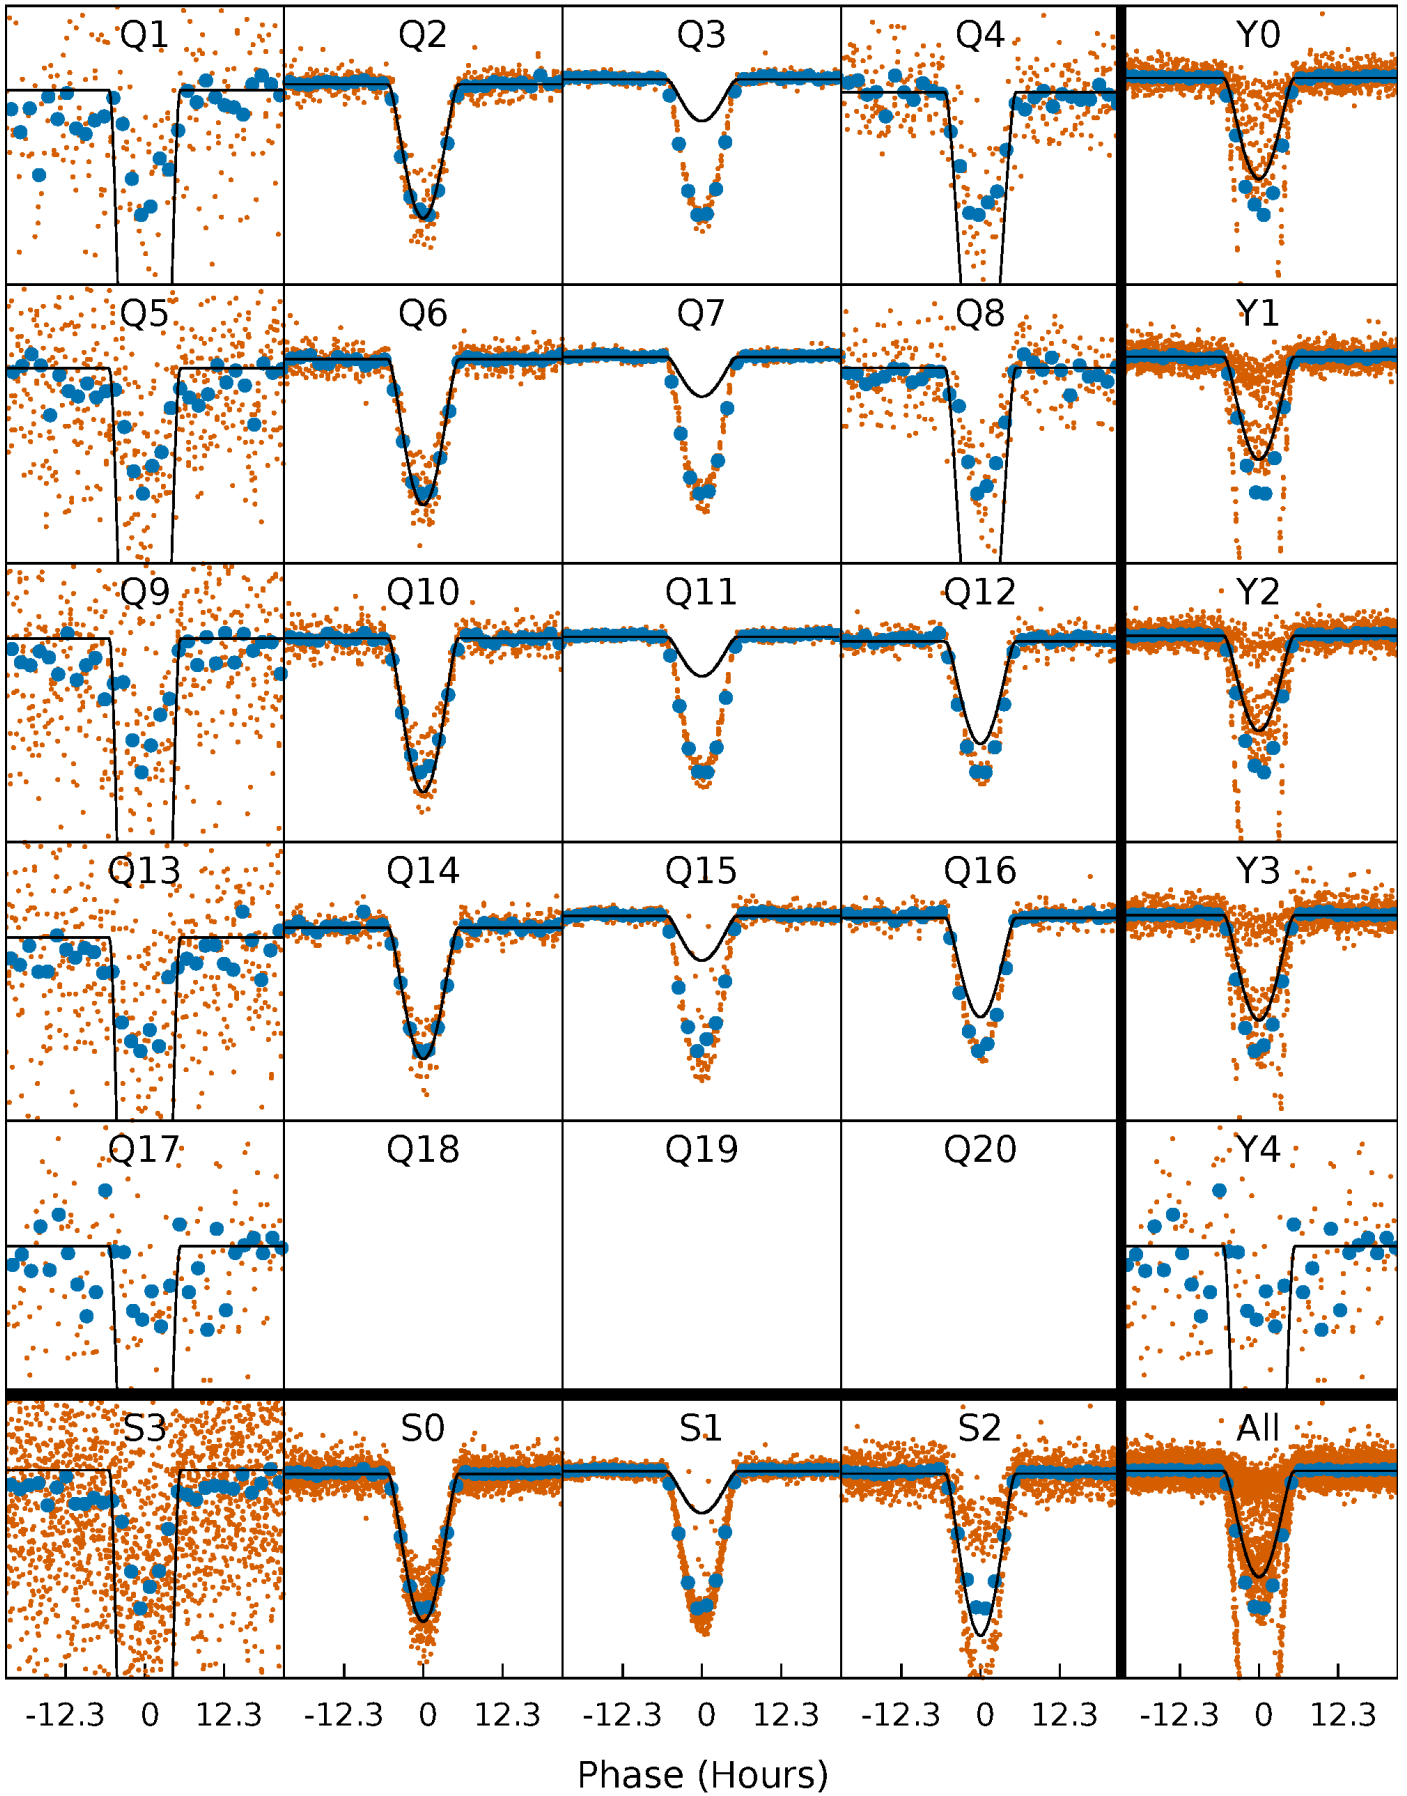 Q1 Q2 Q3 Q4 Y0
Q5 Q6 Q7 Q8 Y1
Q9 Q10 Q11 Q12 Y2
Q13 Q14 Q15 Q16 Y3
Q17 Q18 Q19 Q20 Y4
S3 S0 S1 S2 All
-12.3 0 12.3 -12.3 0 12.3 -12.3 0 12.3 -12.3 0 12.3 -12.3 0 12.3
Phase (Hours)